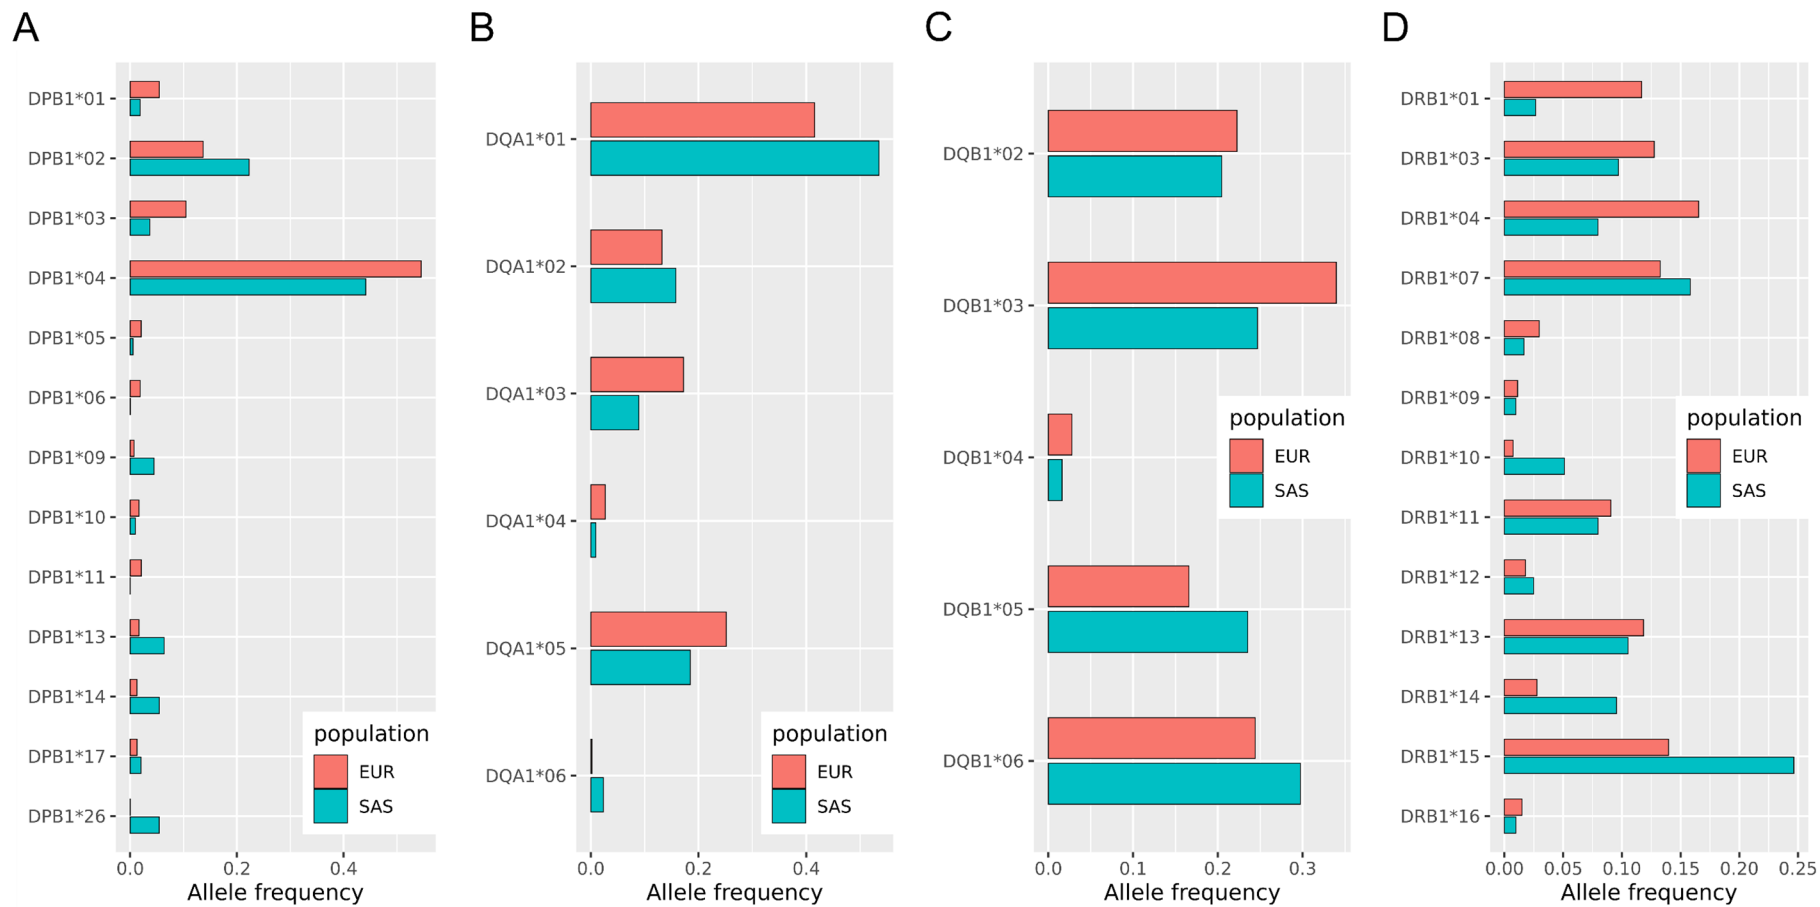 A
DPB1*01
DPB1*02
DPB1*03
DPB1*04
DPB1*05
DPB1*06
DPB1*09
DPB1*10
DPB1*11
DPB1*13
DPB1*14
DPB1*17
DPB1*26
population
EUR
SAS
0.0 0.2 0.4
Allele frequency
B
DQA1*01
DQA1*02
DQA1*03
DQA1*04
DQA1*05
DQA1*06
population
EUR
SAS
0.0 0.2 0.4
Allele frequency
C
DQB1*02
DQB1*03
DQB1*04
DQB1*05
DQB1*06
population
EUR
SAS
0.0 0.1 0.2 0.3
Allele frequency
D
DRB1*01
DRB1*03
DRB1*04
DRB1*07
DRB1*08
DRB1*09
DRB1*10
DRB1*11
DRB1*12
DRB1*13
DRB1*14
DRB1*15
DRB1*16
population
EUR
SAS
0.00 0.05 0.10 0.15 0.20 0.25
Allele frequency